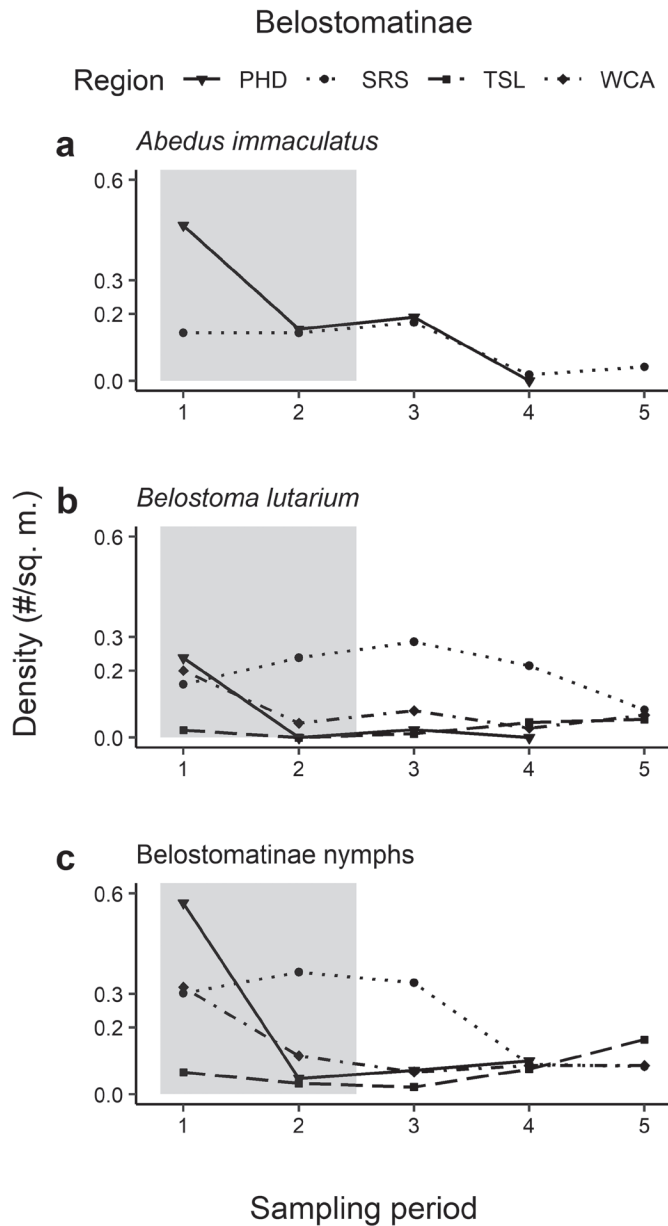 Belostomatinae
Region PHD SRS TSL WCA
a Abedus immaculatus
0.6
0.3
0.2
0.0
1 2 3 4 5
b Belostoma lutarium
0.6
0.3
0.2
0.0
1 2 3 4 5
c Belostomatinae nymphs
0.6
0.3
0.2
0.0
1 2 3 4 5
Density (#/sq. m.)
Sampling period